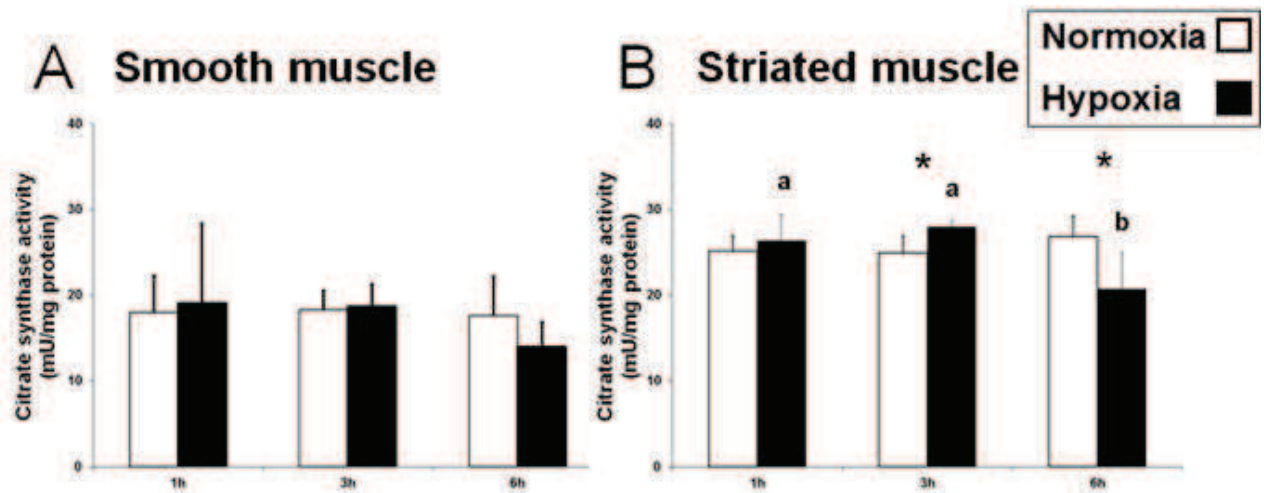 A Smooth muscle
Citrate synthase activity
(mU/mg protein)
40
30
20
10
0
1h
3h
6h
B Striated muscle
Normoxia
Hypoxia
Citrate synthase activity
(mU/mg protein)
40
30
20
10
0
a
*
a
*
b
1h
3h
6h